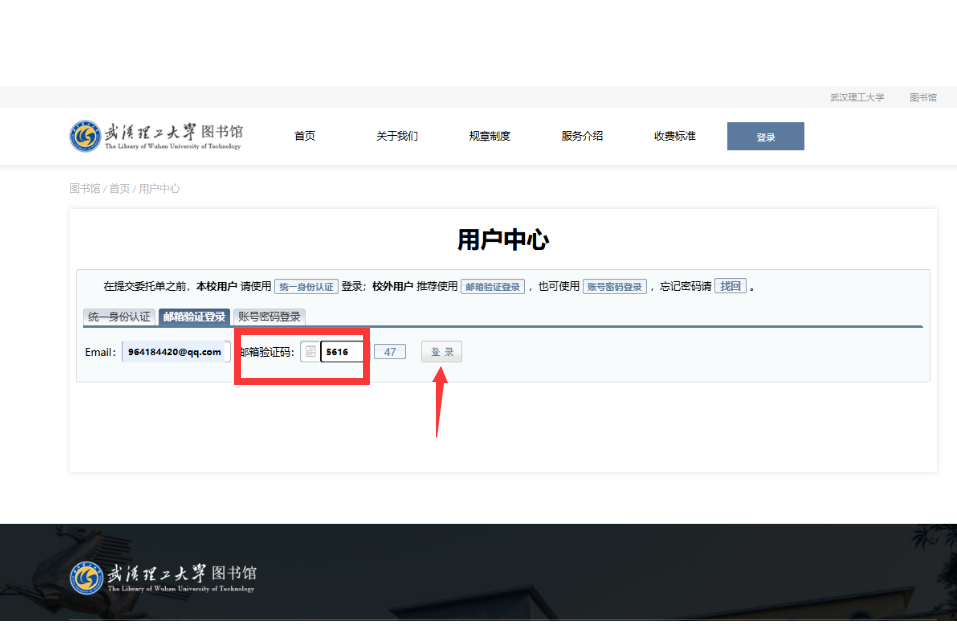 武汉理工大学 图书馆
武汉理工大学 图书馆
The Library of Wuhan University of Technology
首页 关于我们 规章制度 服务介绍 收费标准 登录
图书馆 / 首页 / 用户中心
用户中心
在提交委托单之前，本校用户 请使用 统一身份认证 登录；校外用户 推荐使用 邮箱验证登录 ，也可使用 账号密码登录 ，忘记密码请 找回 。
统一身份认证 邮箱验证登录 账号密码登录
Email： 964184420@qq.com 邮箱验证码： 5616 47 登 录
武汉理工大学 图书馆
The Library of Wuhan University of Technology